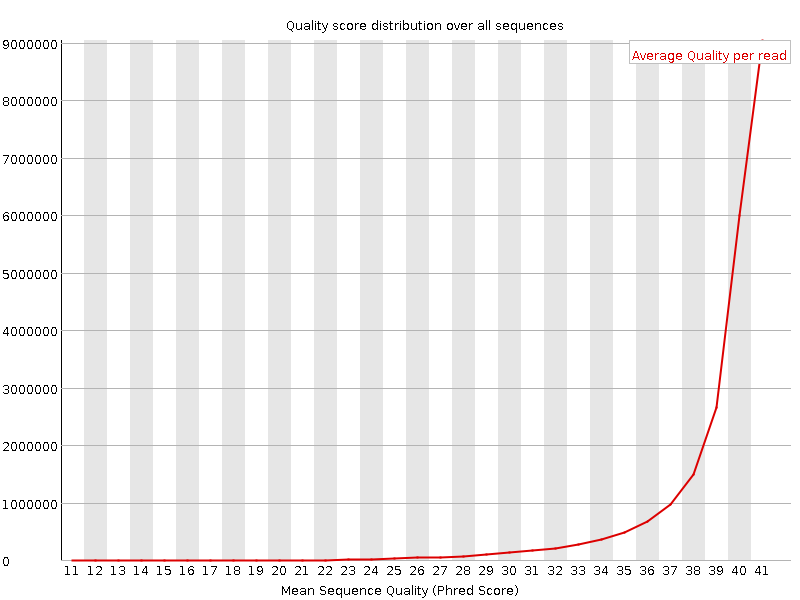 Quality score distribution over all sequences
9000000
Average Quality per read
8000000
7000000
6000000
5000000
4000000
3000000
2000000
1000000
0
11 12 13 14 15 16 17 18 19 20 21 22 23 24 25 26 27 28 29 30 31 32 33 34 35 36 37 38 39 40 41
Mean Sequence Quality (Phred Score)